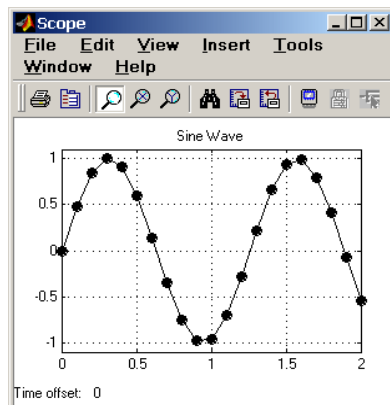 Scope
File Edit View Insert Tools
Window Help
Sine Wave
1
0.5
0
-0.5
-1
0 0.5 1 1.5 2
Time offset: 0